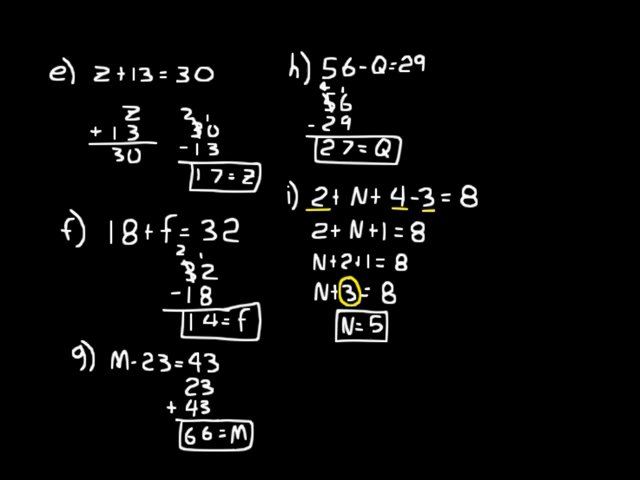 e) z+13=30
z
+13
30
2 1
30
-13
17=z
f) 18+f=32
2 1
32
-18
14=f
g) M-23=43
23
+43
66=M
h) 56-Q=29
4 1
56
-29
27=Q
i) 2+N+4-3=8
2+N+1=8
N+2+1=8
N+3=8
N=5